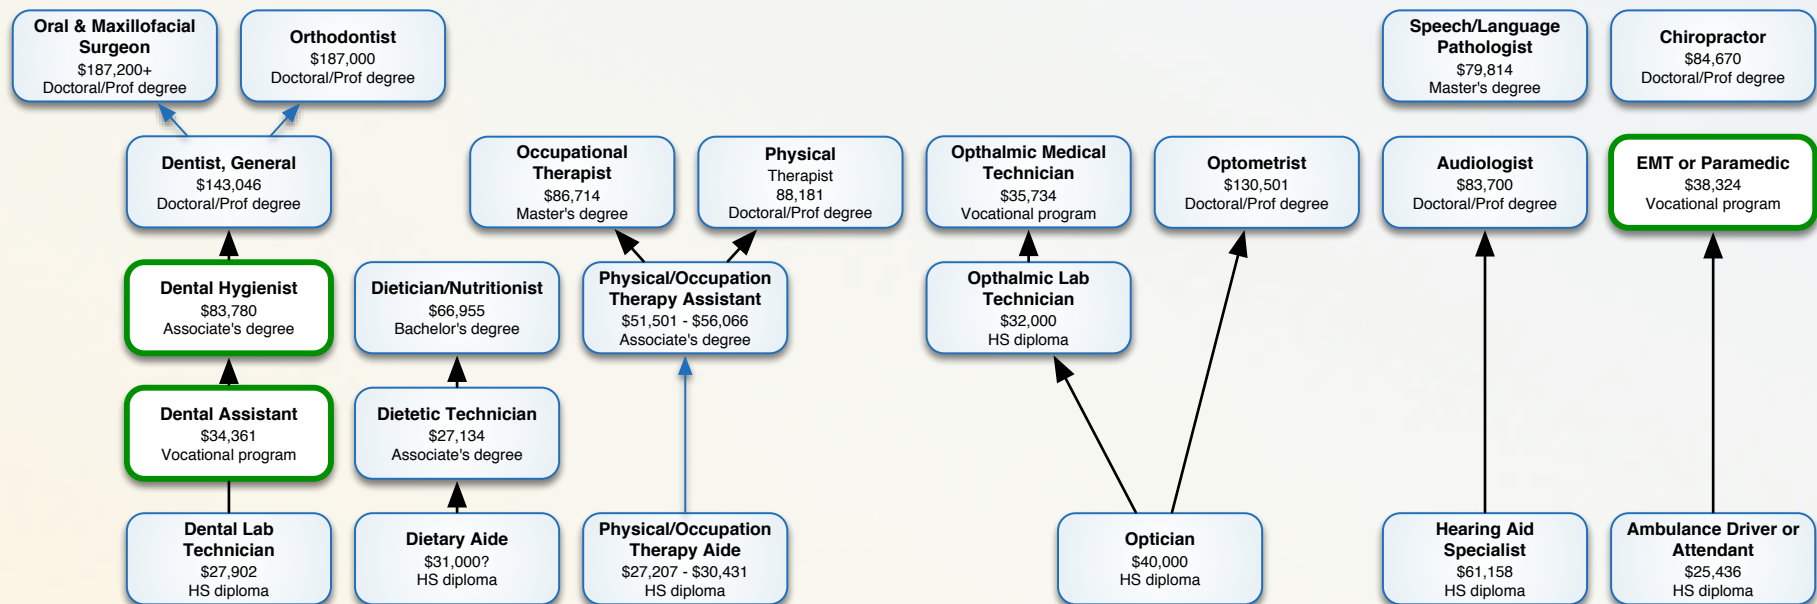 Oral & Maxillofacial
Surgeon
$187,200+
Doctoral/Prof degree
Orthodontist
$187,000
Doctoral/Prof degree
Speech/Language
Pathologist
$79,814
Master's degree
Chiropractor
$84,670
Doctoral/Prof degree
Dentist, General
$143,046
Doctoral/Prof degree
Occupational
Therapist
$86,714
Master's degree
Physical
Therapist
88,181
Doctoral/Prof degree
Opthalmic Medical
Technician
$35,734
Vocational program
Optometrist
$130,501
Doctoral/Prof degree
Audiologist
$83,700
Doctoral/Prof degree
EMT or Paramedic
$38,324
Vocational program
Dental Hygienist
$83,780
Associate's degree
Dietician/Nutritionist
$66,955
Bachelor's degree
Physical/Occupation
Therapy Assistant
$51,501 - $56,066
Associate's degree
Opthalmic Lab
Technician
$32,000
HS diploma
Dental Assistant
$34,361
Vocational program
Dietetic Technician
$27,134
Associate's degree
Dental Lab
Technician
$27,902
HS diploma
Dietary Aide
$31,000?
HS diploma
Physical/Occupation
Therapy Aide
$27,207 - $30,431
HS diploma
Optician
$40,000
HS diploma
Hearing Aid
Specialist
$61,158
HS diploma
Ambulance Driver or
Attendant
$25,436
HS diploma